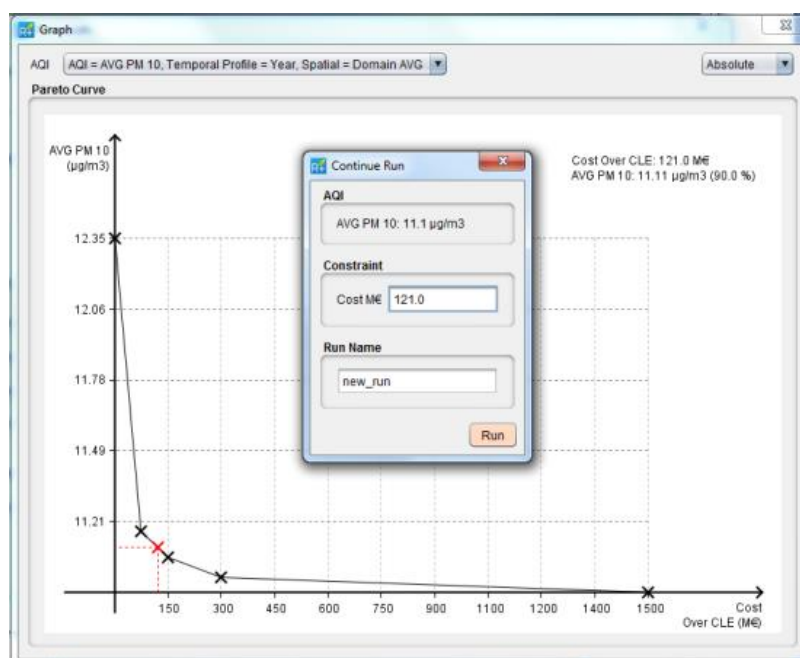 Graph
AQI AQI = AVG PM 10, Temporal Profile = Year, Spatial = Domain AVG Absolute
Pareto Curve
AVG PM 10
(µg/m3)
Cost Over CLE: 121.0 M€
AVG PM 10: 11.11 µg/m3 (90.0 %)
12.35
12.06
11.78
11.49
11.21
150 300 450 600 750 900 1100 1200 1400 1500
Cost
Over CLE (M€)
Continue Run
AQI
AVG PM 10: 11.1 µg/m3
Constraint
Cost M€ 121.0
Run Name
new_run
Run